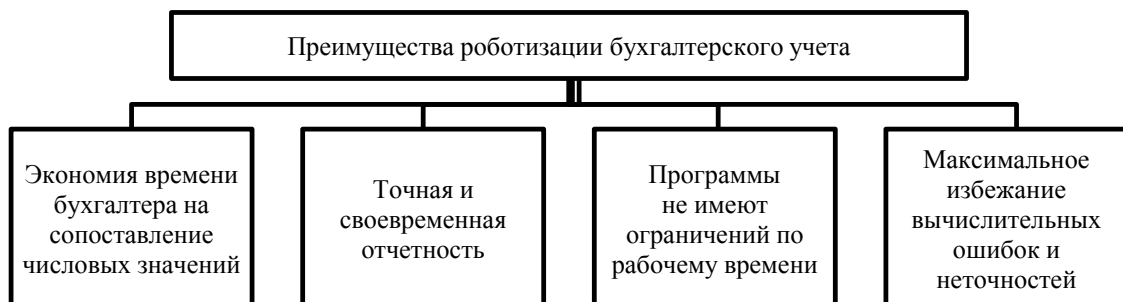 Преимущества роботизации бухгалтерского учета
Экономия времени
бухгалтера на
сопоставление
числовых значений
Точная и
своевременная
отчетность
Программы
не имеют
ограничений по
рабочему времени
Максимальное
избежание
вычислительных
ошибок и
неточностей